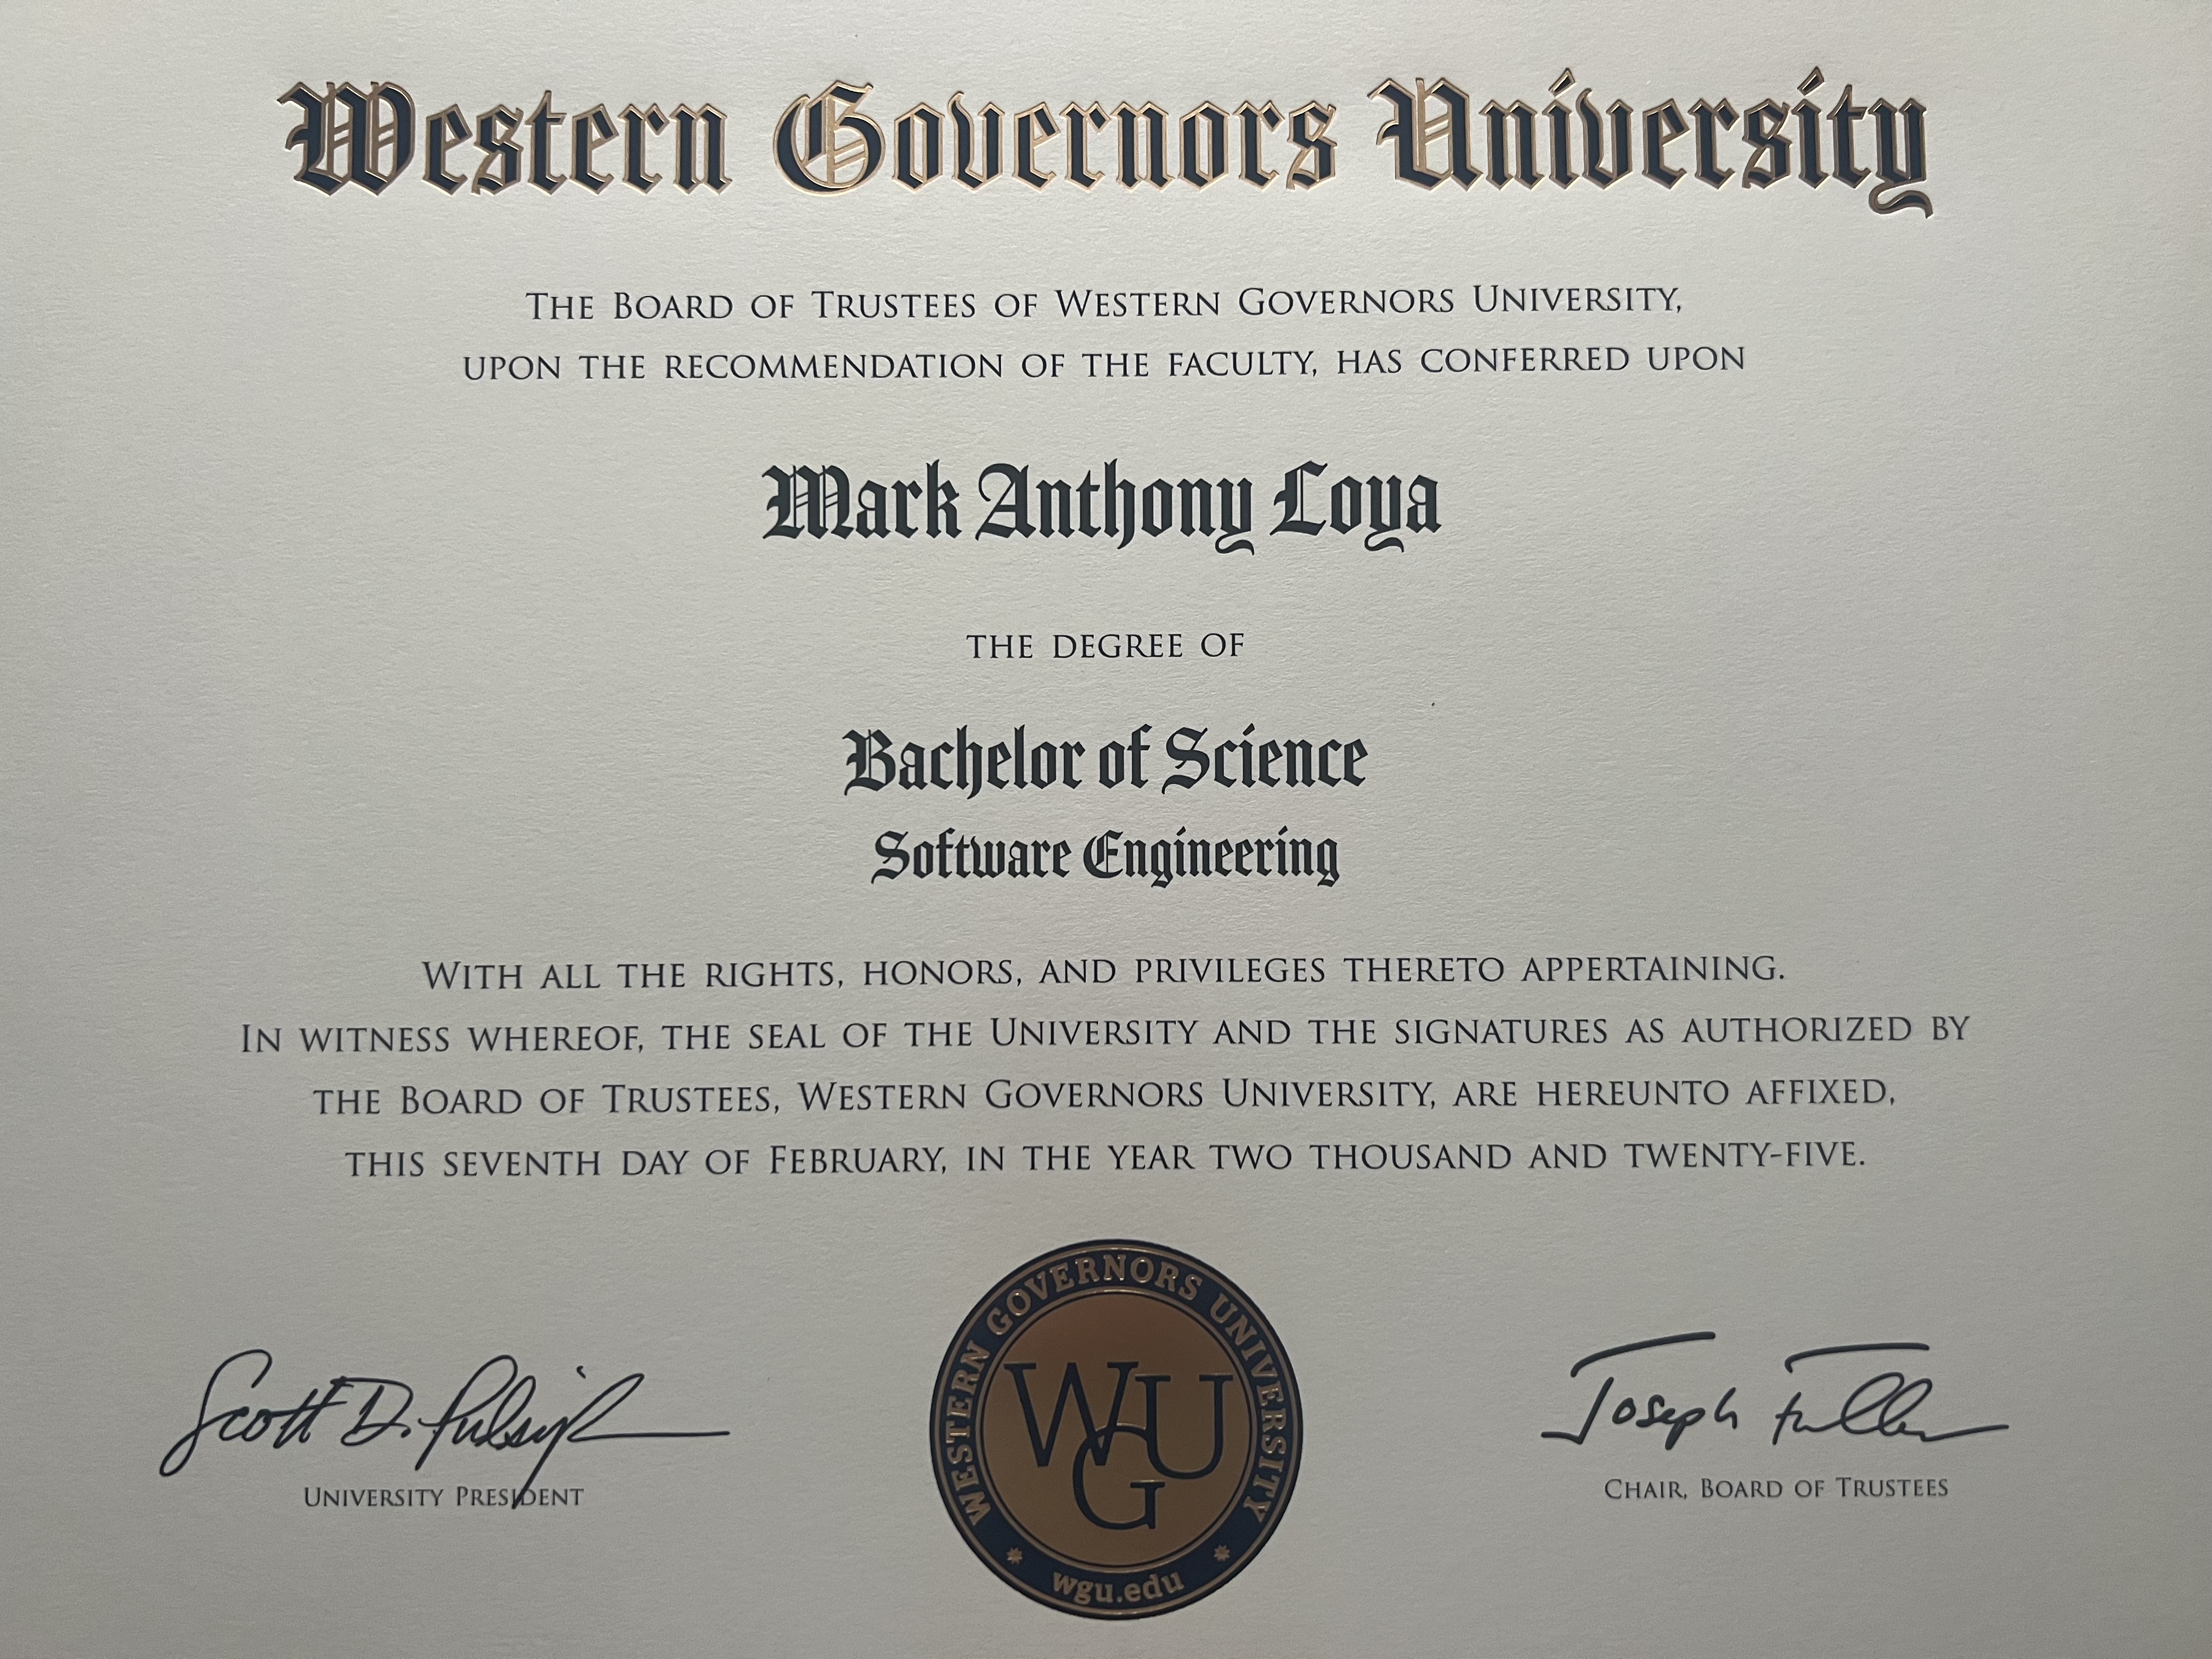 Western Governors University
The Board of Trustees of Western Governors University,
upon the recommendation of the faculty, has conferred upon
Mark Anthony Loya
the degree of
Bachelor of Science
Software Engineering
With all the rights, honors, and privileges thereto appertaining.
In witness whereof, the seal of the University and the signatures as authorized by
the Board of Trustees, Western Governors University, are hereunto affixed,
this seventh day of February, in the year two thousand and twenty-five.
Scott D. Pulsipher
University President
WESTERN GOVERNORS UNIVERSITY
WGU
wgu.edu
Joseph Fuller
Chair, Board of Trustees